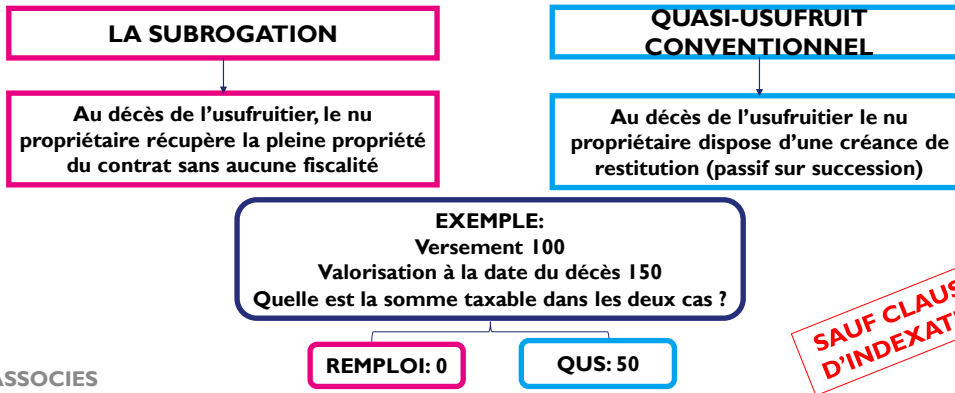 LA SUBROGATION
QUASI-USUFRUIT
CONVENTIONNEL
Au décès de l'usufruitier, le nu
propriétaire récupère la pleine propriété
du contrat sans aucune fiscalité
Au décès de l'usufruitier le nu
propriétaire dispose d'une créance de
restitution (passif sur succession)
EXEMPLE:
Versement 100
Valorisation à la date du décès 150
Quelle est la somme taxable dans les deux cas ?
REMPLOI: 0
QUS: 50
SAUF CLAUS
D'INDEXAT
ASSOCIES